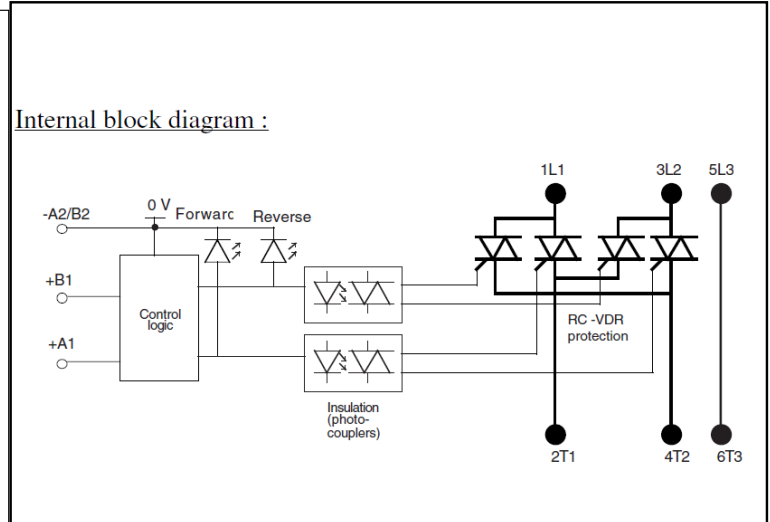 Internal block diagram :
1L1 3L2 5L3
-A2/B2 0 V Forwarc Reverse
+B1
Control
logic
+A1
RC -VDR
protection
Insulation
(photo-
couplers)
2T1 4T2 6T3